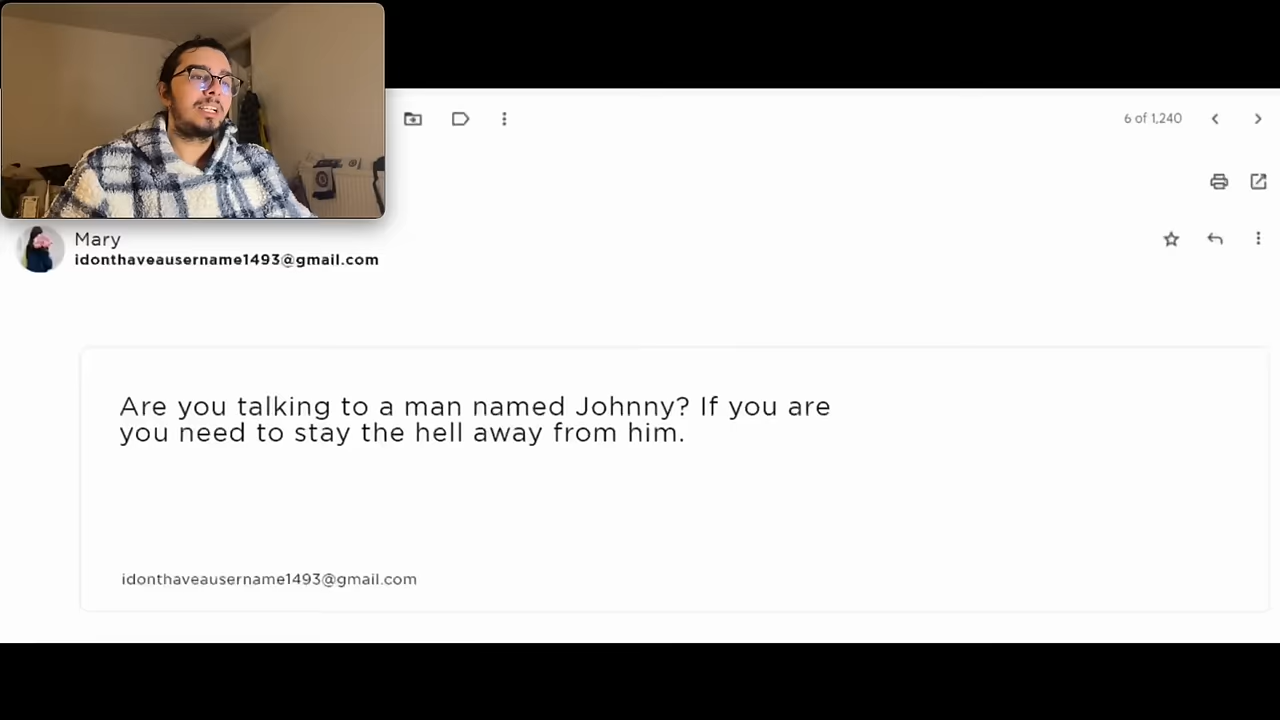 6 of 1,240
Mary
idonthaveausername1493@gmail.com
Are you talking to a man named Johnny? If you are
you need to stay the hell away from him.
idonthaveausername1493@gmail.com